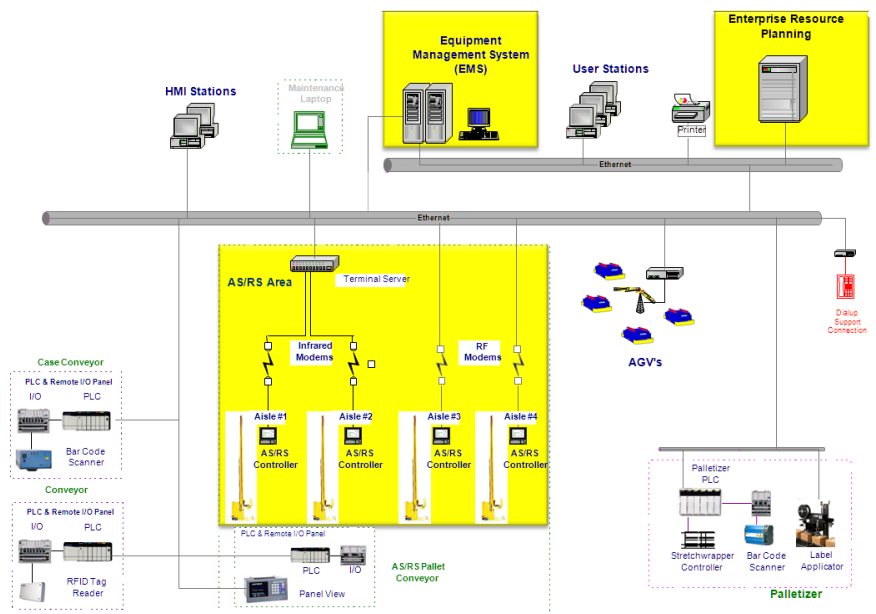 Enterprise Resource
Planning
Equipment
Management System
(EMS)
User Stations
HMI Stations
Maintenance
Laptop
Printer
Ethernet
Ethernet
AS/RS Area
Terminal Server
Infrared
Modems
RF
Modems
AGV's
Dialup
Support
Connection
Case Conveyor
PLC & Remote I/O Panel
I/O
PLC
Bar Code
Scanner
Aisle #1
Aisle #2
Aisle #3
Aisle #4
AS/RS
Controller
AS/RS
Controller
AS/RS
Controller
AS/RS
Controller
Conveyor
PLC & Remote I/O Panel
I/O
PLC
RFID Tag
Reader
PLC & Remote I/O Panel
PLC
I/O
Panel View
AS/RS Pallet
Conveyor
Palletizer
PLC
Stretchwrapper
Controller
Bar Code
Scanner
Label
Applicator
Palletizer